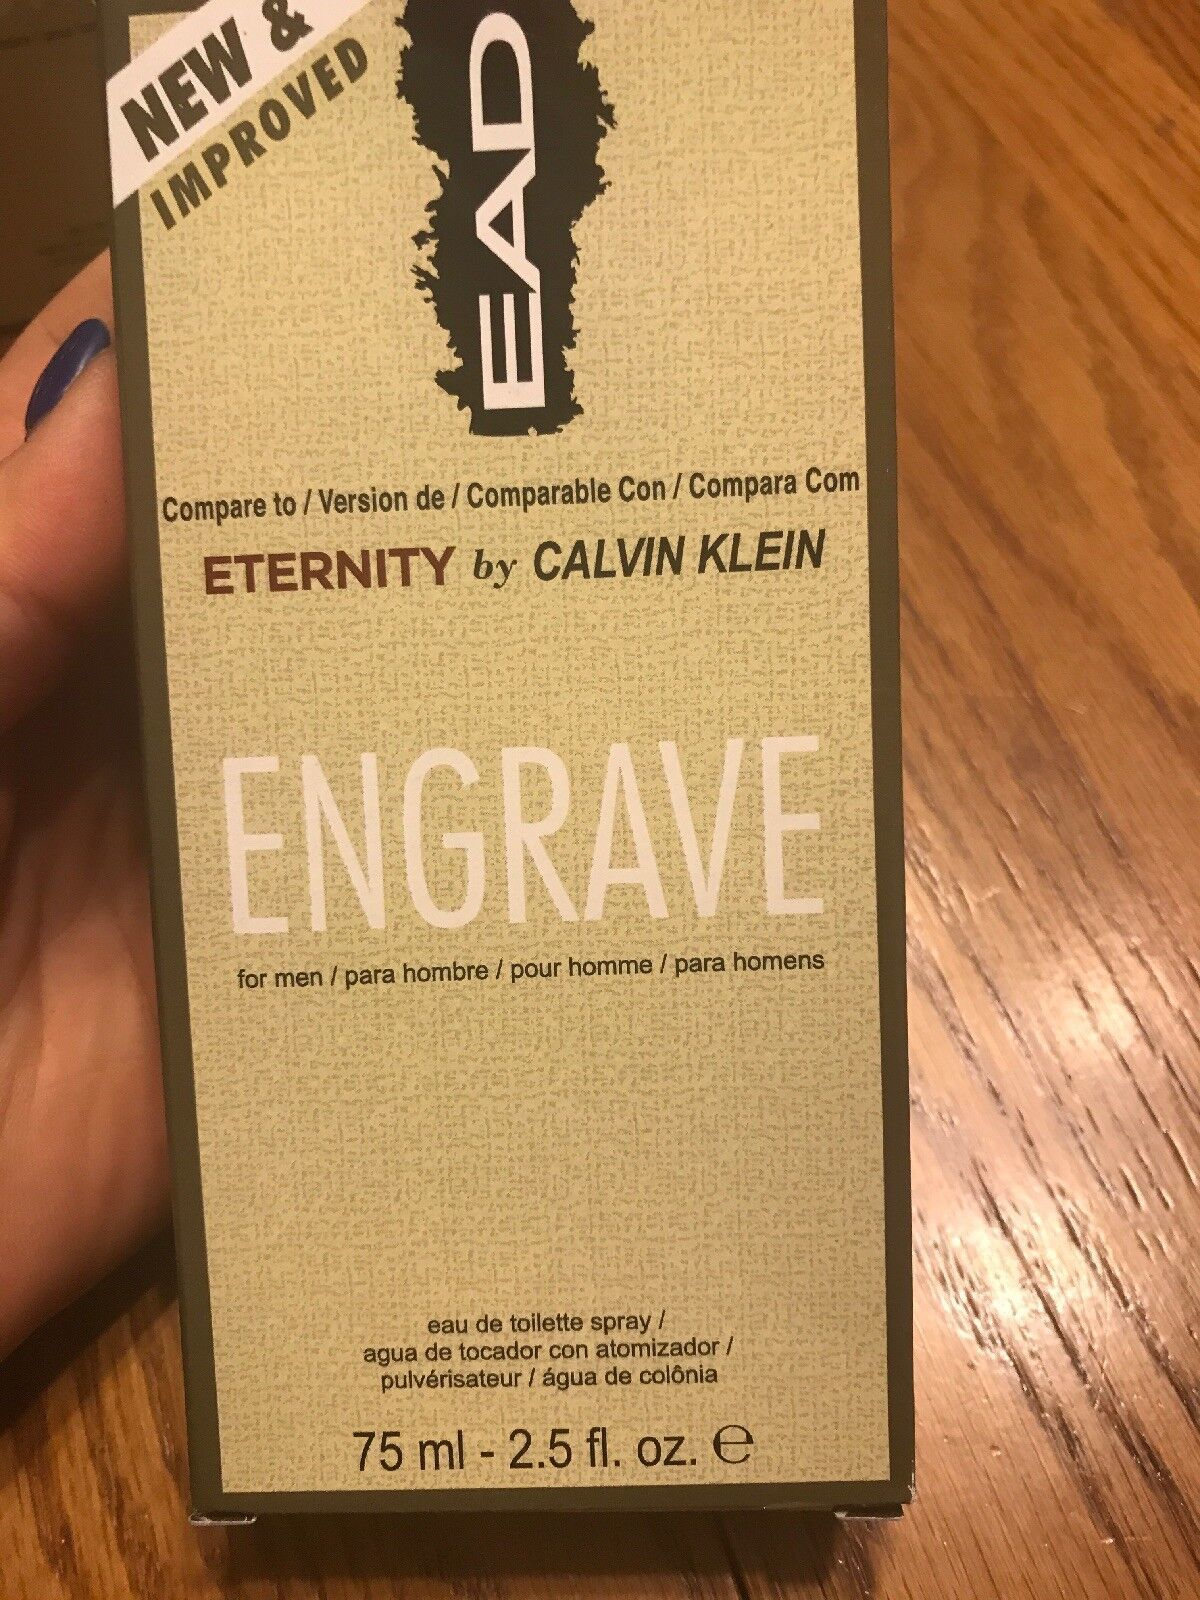 NEW &
IMPROVED
EAD
Compare to / Version de / Comparable Con / Compara Com
ETERNITY by CALVIN KLEIN
ENGRAVE
for men / para hombre / pour homme / para homens
eau de toilette spray /
agua de tocador con atomizador /
pulvérisateur / água de colônia
75 ml - 2.5 fl. oz. ℮